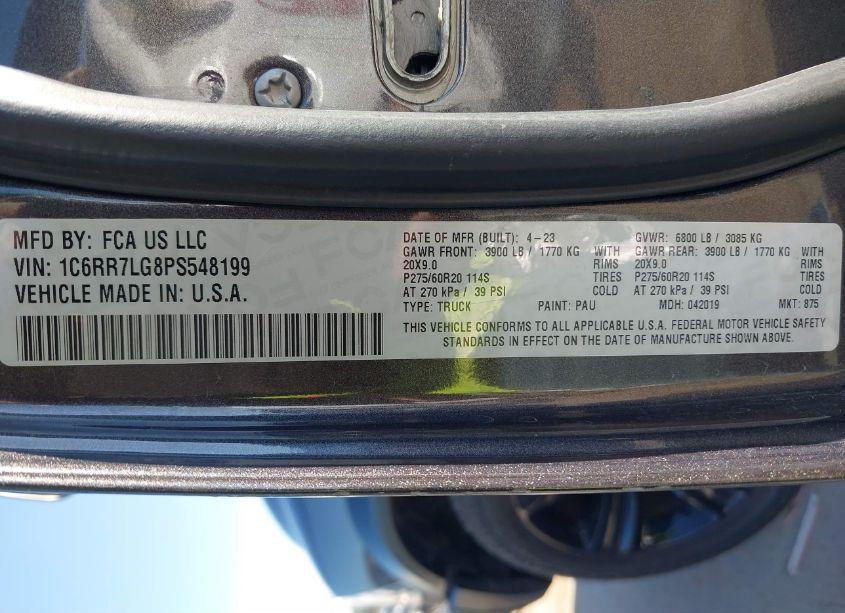 MFD BY: FCA US LLC
VIN: 1C6RR7LG8PS548199
VEHICLE MADE IN: U.S.A.
DATE OF MFR (BUILT): 4-23 GVWR: 6800 LB / 3085 KG
GAWR FRONT: 3900 LB / 1770 KG WITH GAWR REAR: 3900 LB / 1770 KG WITH
20X9.0 RIMS 20X9.0 RIMS
P275/60R20 114S TIRES P275/60R20 114S TIRES
AT 270 kPa / 39 PSI COLD AT 270 kPa / 39 PSI COLD
TYPE: TRUCK PAINT: PAU MDH: 042019 MKT: 875
THIS VEHICLE CONFORMS TO ALL APPLICABLE U.S.A. FEDERAL MOTOR VEHICLE SAFETY
STANDARDS IN EFFECT ON THE DATE OF MANUFACTURE SHOWN ABOVE.